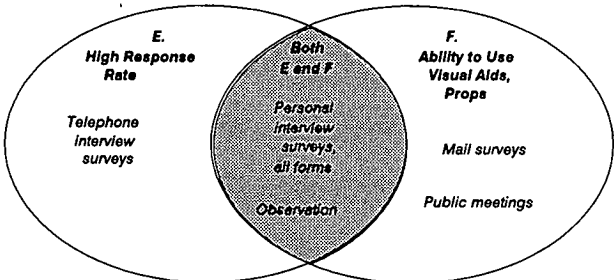 E.
High Response
Rate
Telephone
interview
surveys
Both
E and F
Personal
interview
surveys,
all forms
Observation
F.
Ability to Use
Visual Aids,
Props
Mail surveys
Public meetings